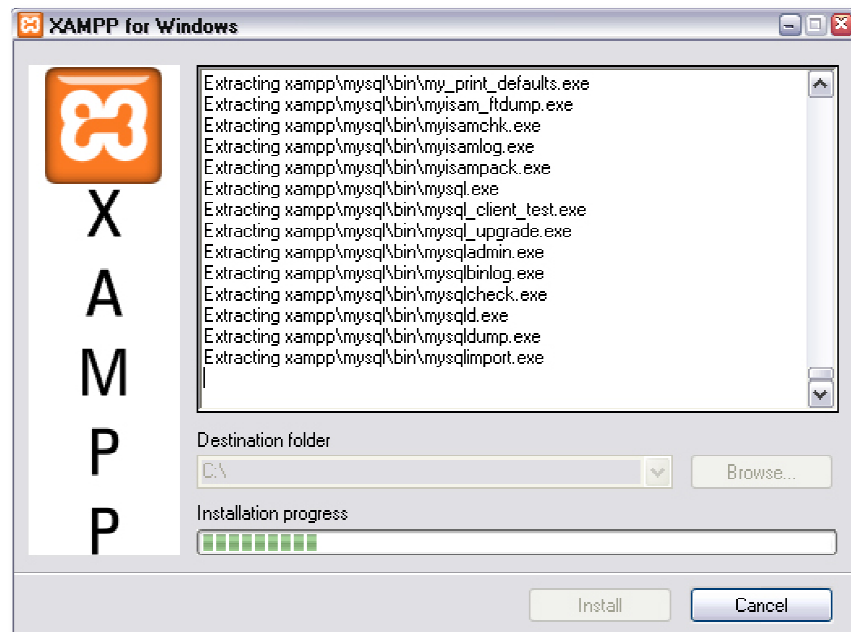 XAMPP for Windows
Extracting xampp\mysql\bin\my_print_defaults.exe
Extracting xampp\mysql\bin\myisam_ftdump.exe
Extracting xampp\mysql\bin\myisamchk.exe
Extracting xampp\mysql\bin\myisamlog.exe
Extracting xampp\mysql\bin\myisampack.exe
Extracting xampp\mysql\bin\mysql.exe
Extracting xampp\mysql\bin\mysql_client_test.exe
Extracting xampp\mysql\bin\mysql_upgrade.exe
Extracting xampp\mysql\bin\mysqladmin.exe
Extracting xampp\mysql\bin\mysqlbinlog.exe
Extracting xampp\mysql\bin\mysqlcheck.exe
Extracting xampp\mysql\bin\mysqld.exe
Extracting xampp\mysql\bin\mysqldump.exe
Extracting xampp\mysql\bin\mysqlimport.exe
X
A
M
P
P
Destination folder
C:\
Browse...
Installation progress
Install
Cancel